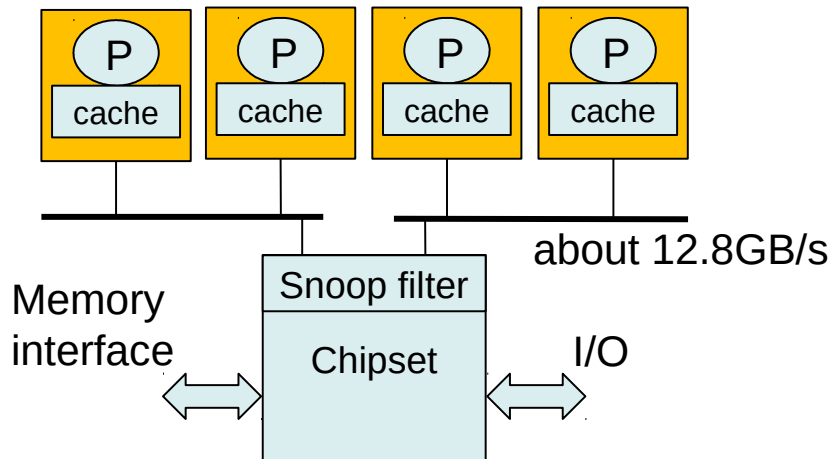 P
P
P
P
cache
cache
cache
cache
about 12.8GB/s
Snoop filter
Memory
interface
Chipset
I/O